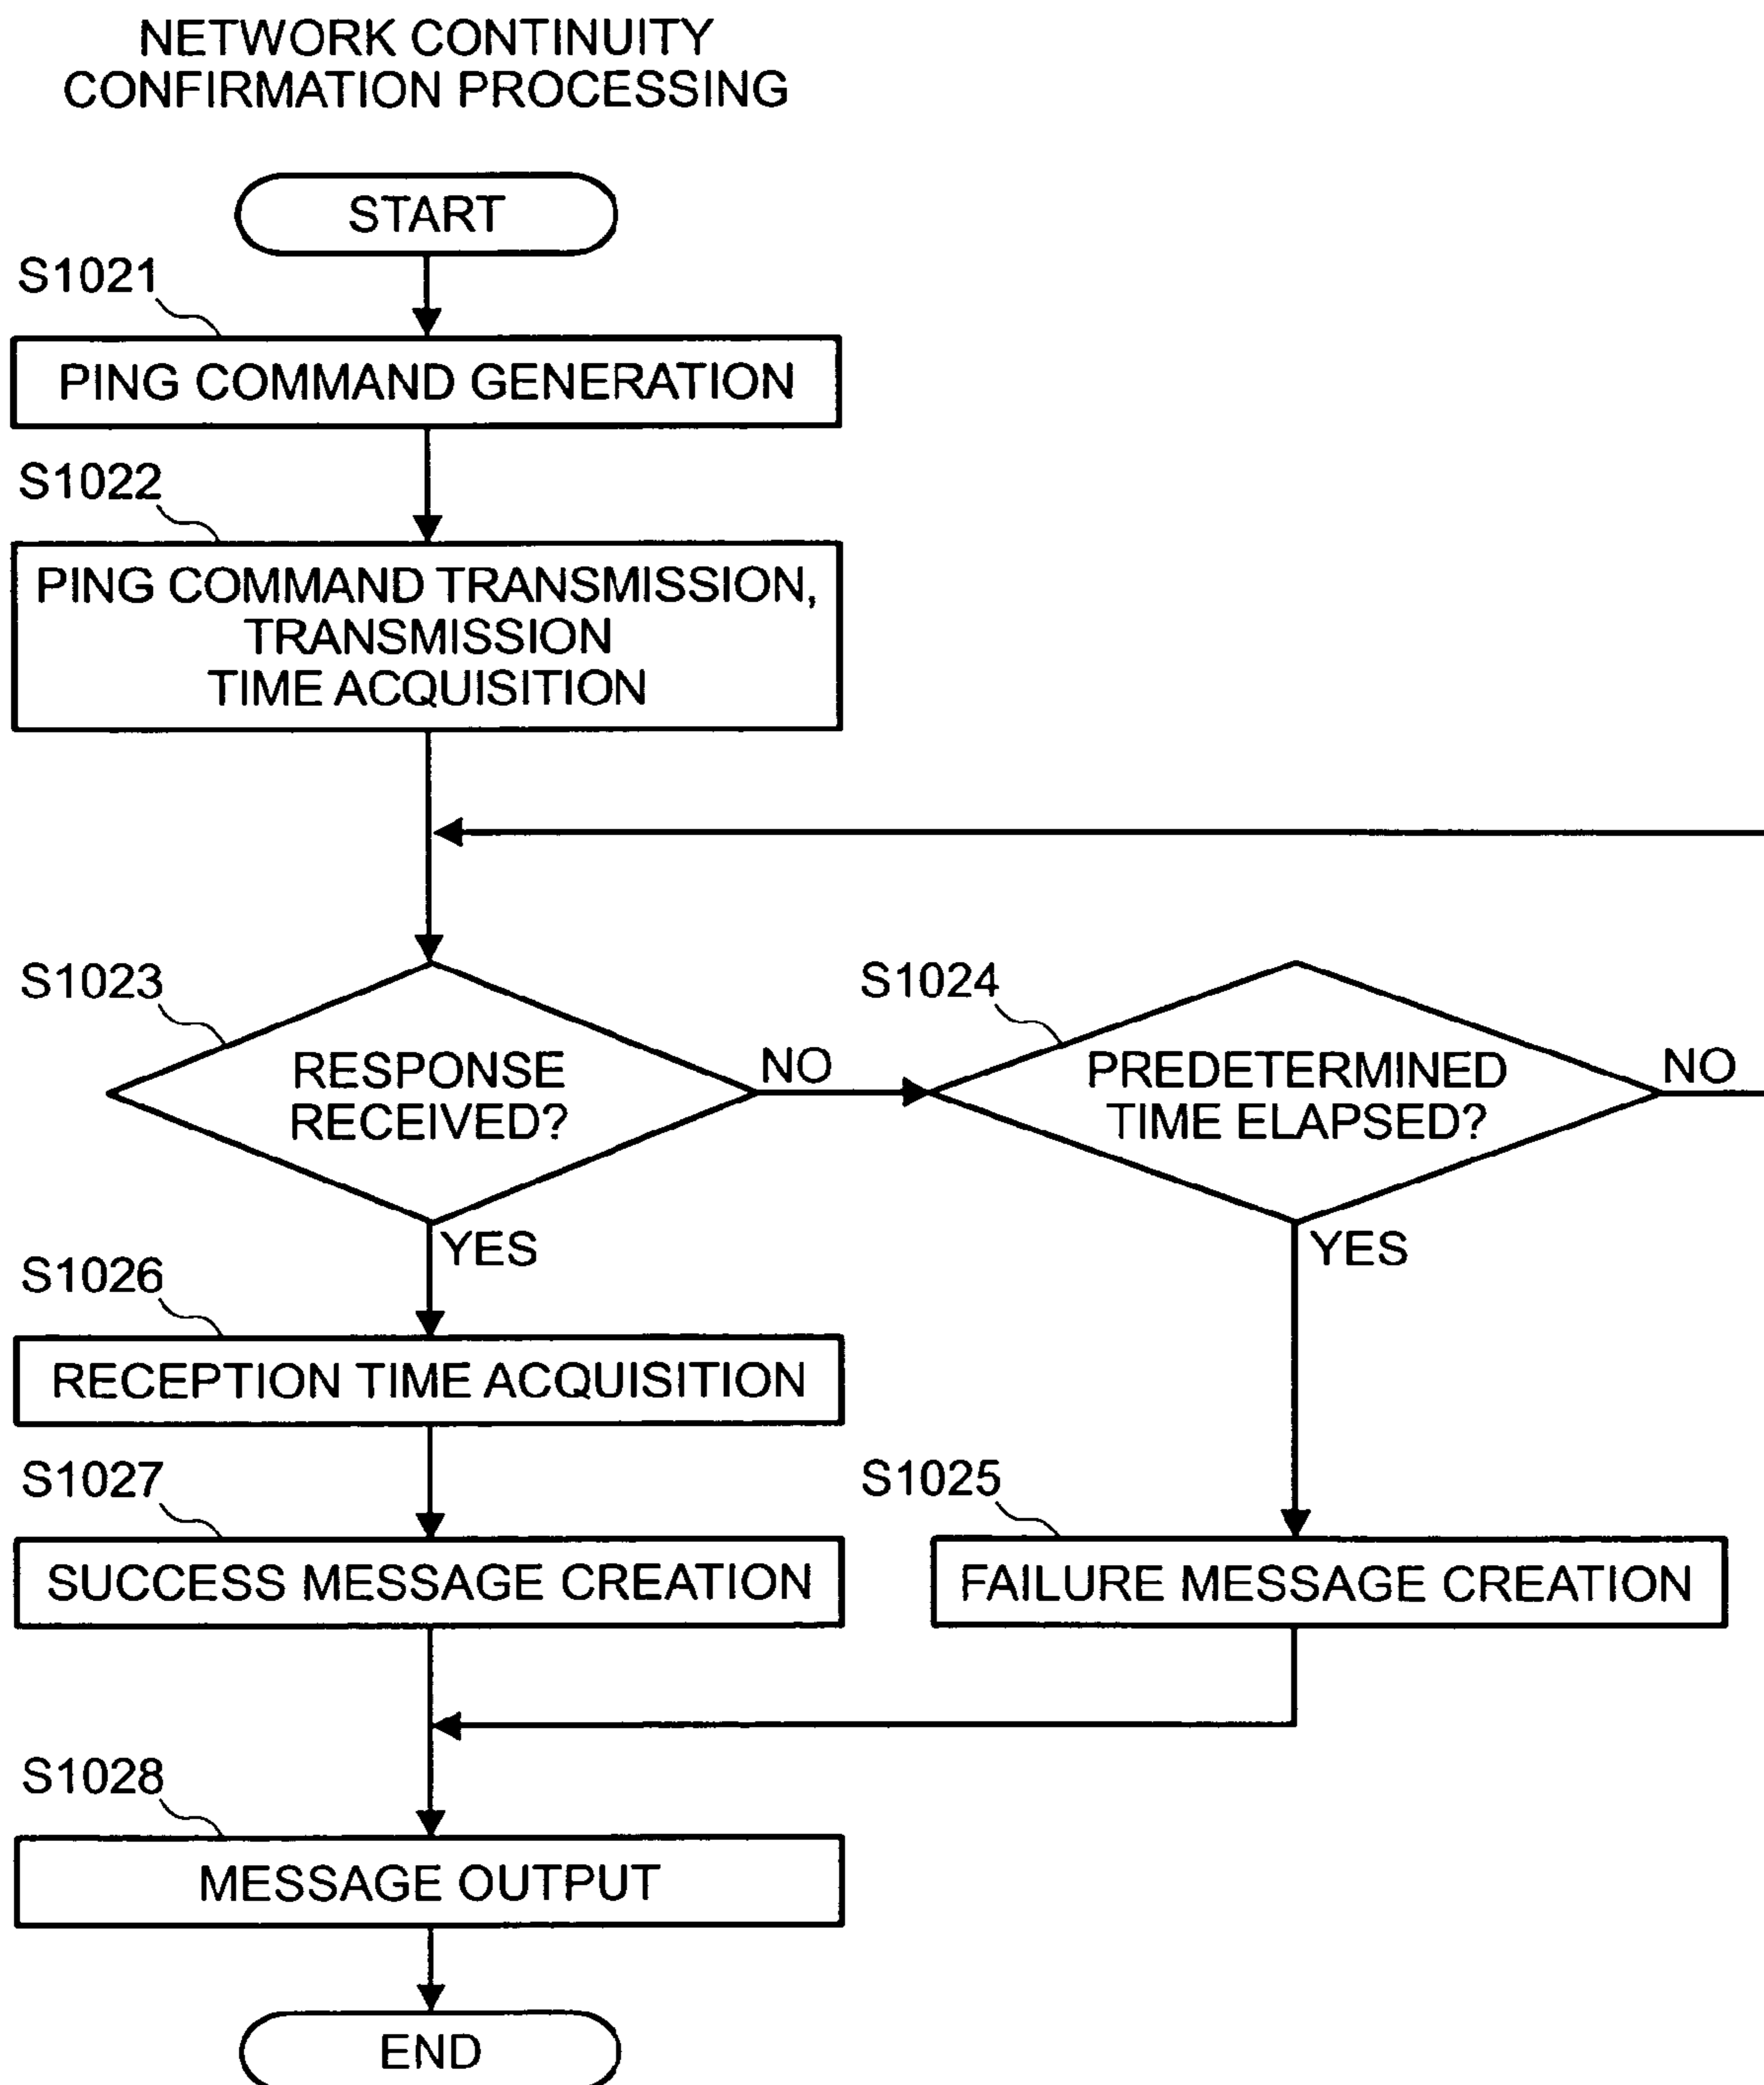 NETWORK CONTINUITY
CONFIRMATION PROCESSING
START
S1021
PING COMMAND GENERATION
S1022
PING COMMAND TRANSMISSION,
TRANSMISSION
TIME ACQUISITION
S1023
RESPONSE
RECEIVED?
NO
YES
S1024
PREDETERMINED
TIME ELAPSED?
NO
YES
S1026
RECEPTION TIME ACQUISITION
S1027
SUCCESS MESSAGE CREATION
S1025
FAILURE MESSAGE CREATION
S1028
MESSAGE OUTPUT
END